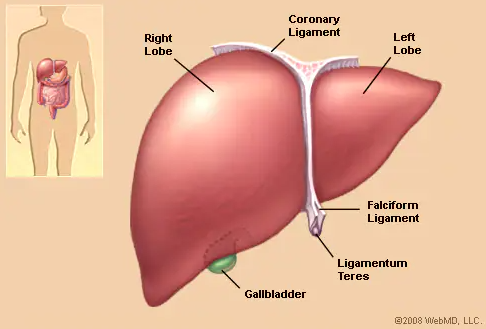 Coronary
Ligament
Right
Lobe
Left
Lobe
Falciform
Ligament
Ligamentum
Teres
Gallbladder
©2008 WebMD, LLC.